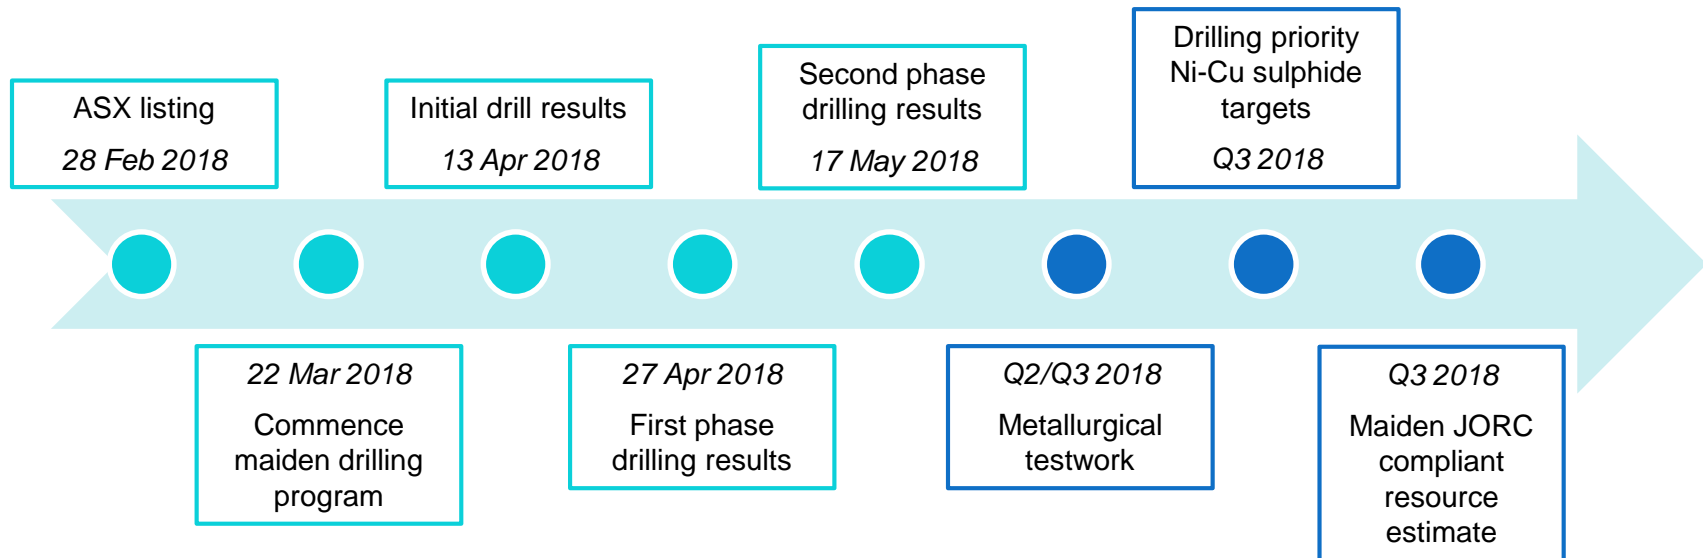 ASX listing
28 Feb 2018
22 Mar 2018
Commence
maiden drilling
program
Initial drill results
13 Apr 2018
27 Apr 2018
First phase
drilling results
Second phase
drilling results
17 May 2018
Q2/Q3 2018
Metallurgical
testwork
Drilling priority
Ni-Cu sulphide
targets
Q3 2018
Q3 2018
Maiden JORC
compliant
resource
estimate